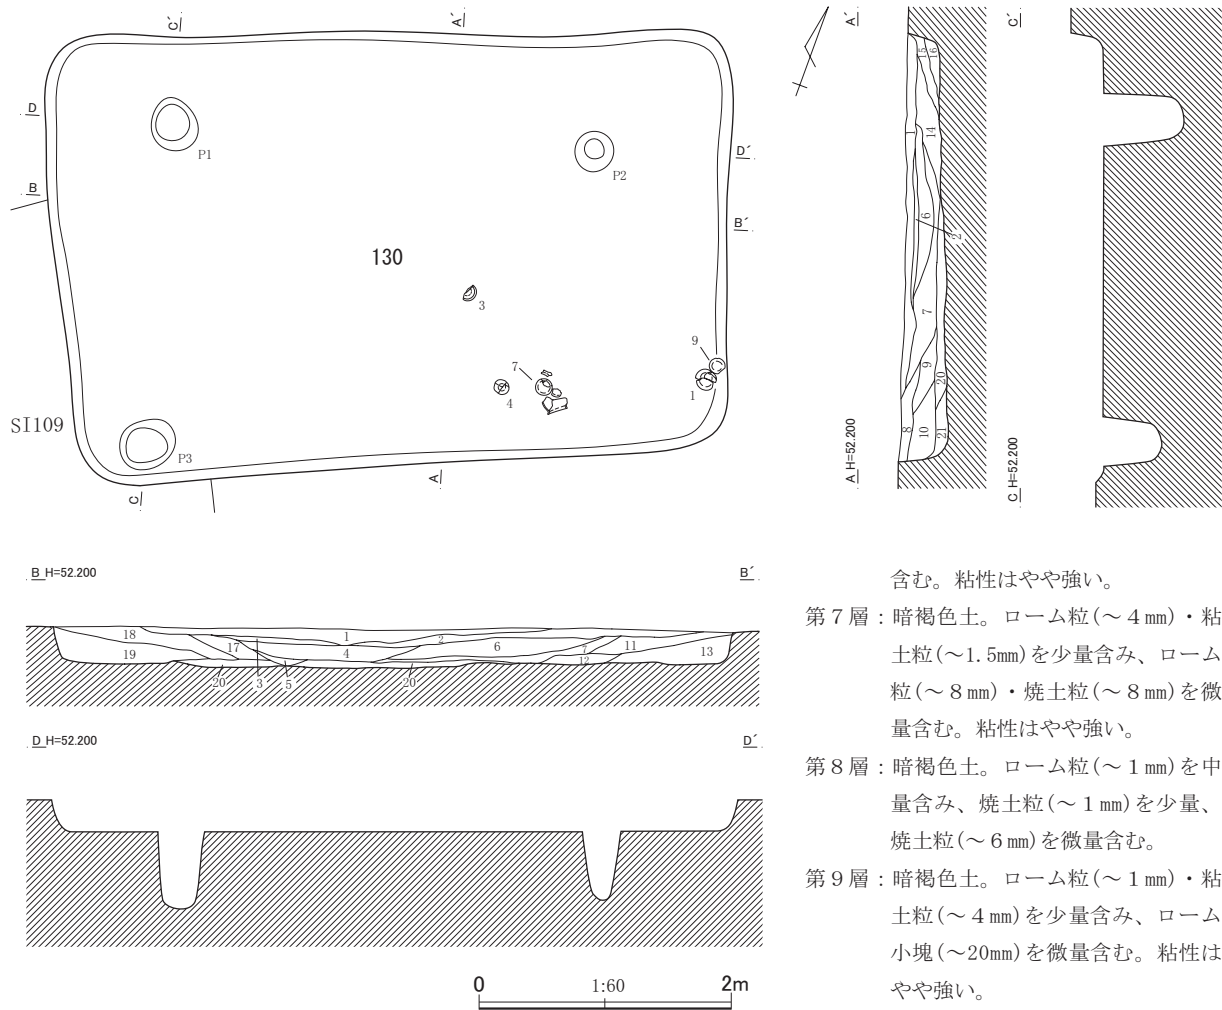 C´
A´
D
P1
P2
D´
B
B´
130
3
9
7
4
1
SI109
P3
A
C
A´
15
16
1
14
6
2
7
9
20
8
10
21
A H=52.200
C´
C H=52.200
B H=52.200
B´
18
1
2
17
4
6
7
11
19
12
13
20
3
5
20
D H=52.200
D´
0
1:60
2m
含む。粘性はやや強い。
第７層：暗褐色土。ローム粒(～４㎜)・粘
土粒(～1.5㎜)を少量含み、ローム
粒(～８㎜)・焼土粒(～８㎜)を微
量含む。粘性はやや強い。
第８層：暗褐色土。ローム粒(～１㎜)を中
量含み、焼土粒(～１㎜)を少量、
焼土粒(～６㎜)を微量含む。
第９層：暗褐色土。ローム粒(～１㎜)・粘
土粒(～４㎜)を少量含み、ローム
小塊(～20㎜)を微量含む。粘性は
やや強い。